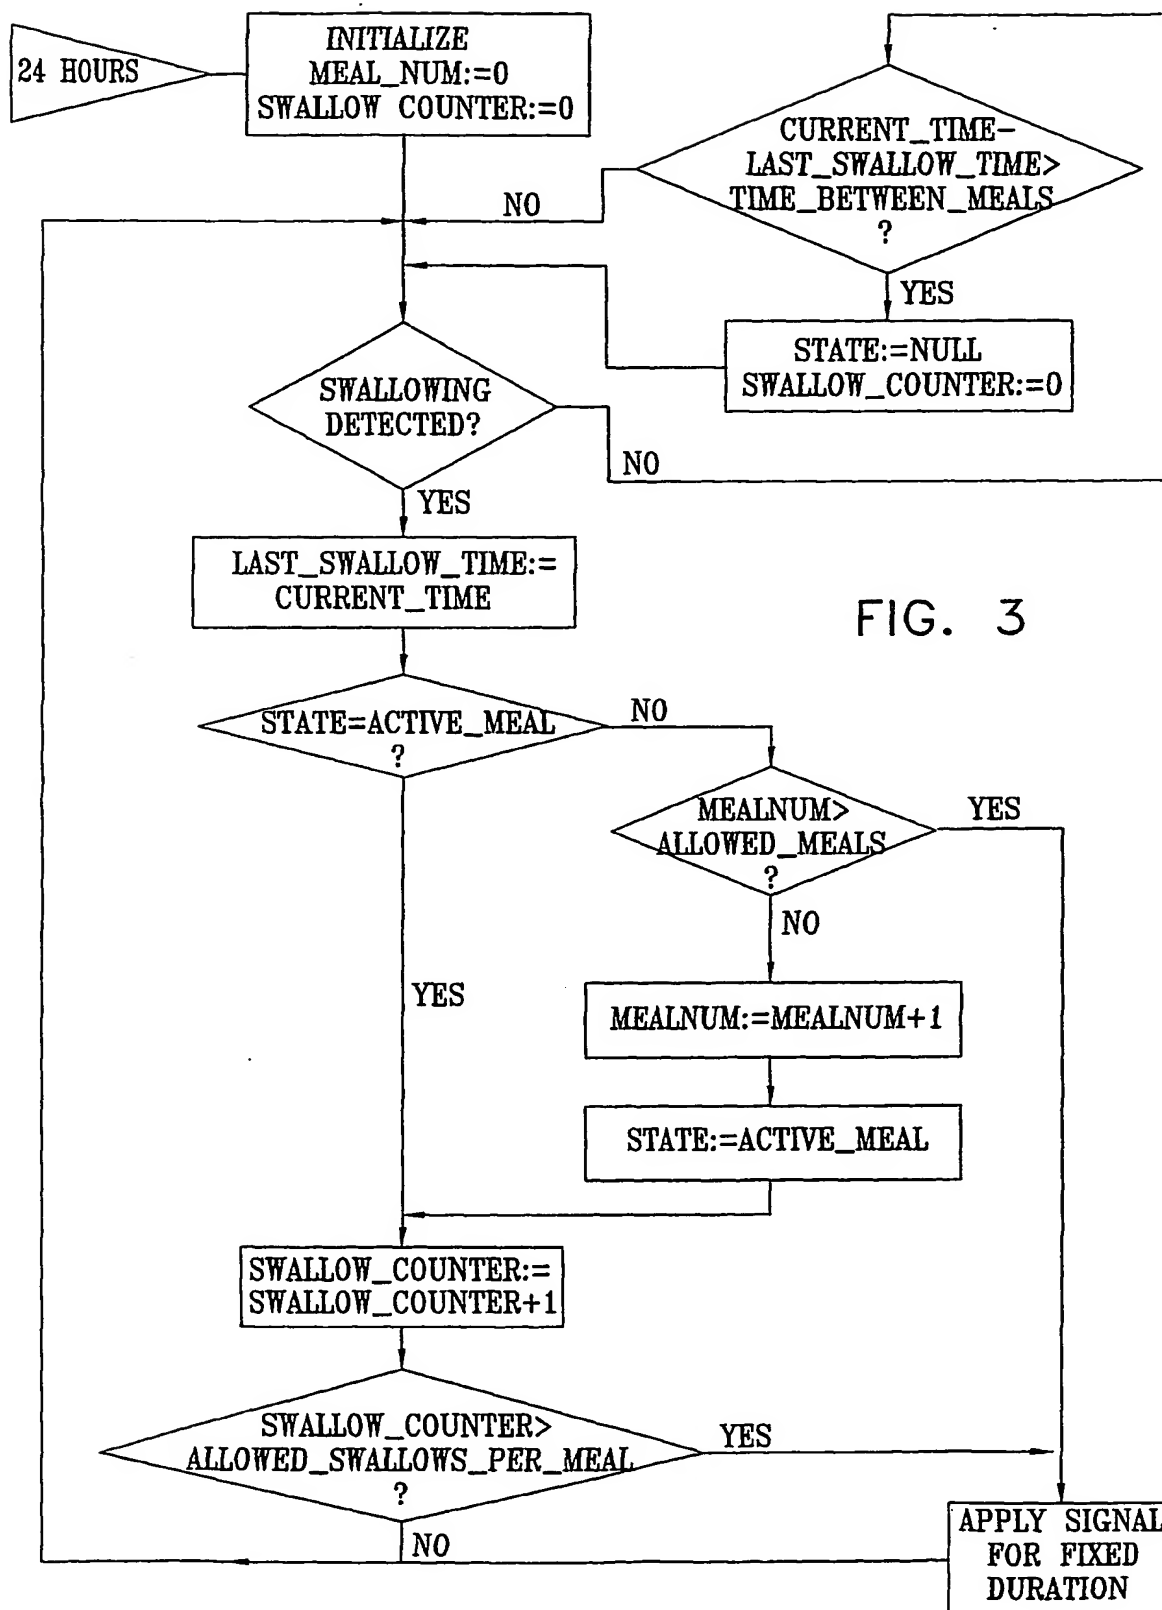 24 HOURS
INITIALIZE
MEAL_NUM:=0
SWALLOW COUNTER:=0
CURRENT_TIME-
LAST_SWALLOW_TIME>
TIME_BETWEEN_MEALS
?
NO
YES
STATE:=NULL
SWALLOW_COUNTER:=0
SWALLOWING
DETECTED?
NO
YES
LAST_SWALLOW_TIME:=
CURRENT_TIME
FIG. 3
STATE=ACTIVE_MEAL
?
NO
MEALNUM>
ALLOWED_MEALS
?
YES
NO
YES
MEALNUM:=MEALNUM+1
STATE:=ACTIVE_MEAL
SWALLOW_COUNTER:=
SWALLOW_COUNTER+1
SWALLOW_COUNTER>
ALLOWED_SWALLOWS_PER_MEAL
?
YES
NO
APPLY SIGNAL
FOR FIXED
DURATION